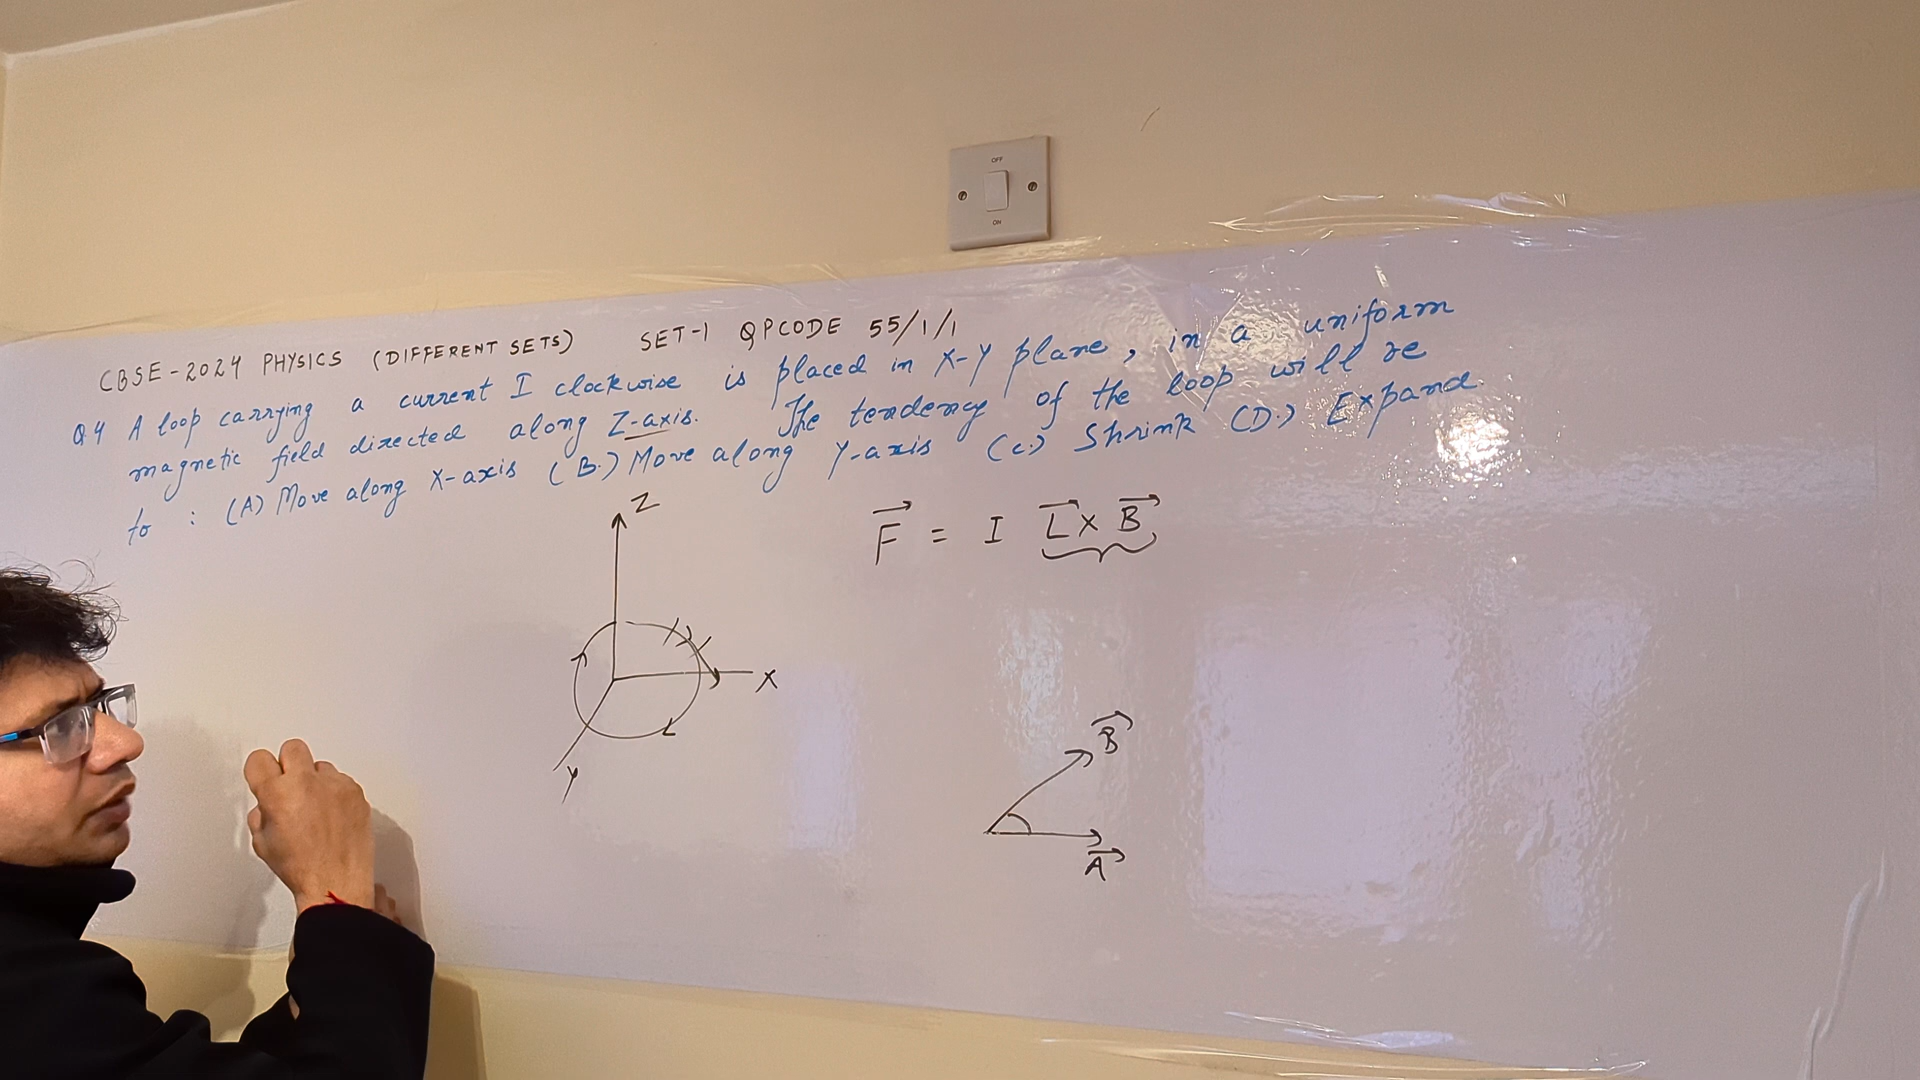 OFF
ON
CBSE-2024 PHYSICS (DIFFERENT SETS) SET-1 QPCODE 55/1/1
Q4 A loop carrying a current I clockwise is placed in X-Y plane, in a uniform
magnetic field directed along Z-axis. The tendency of the loop will be
to : (A) Move along X-axis (B.) Move along Y-axis (C.) Shrink (D.) Expand.
Z
F = I L X B
X
Y
B
A